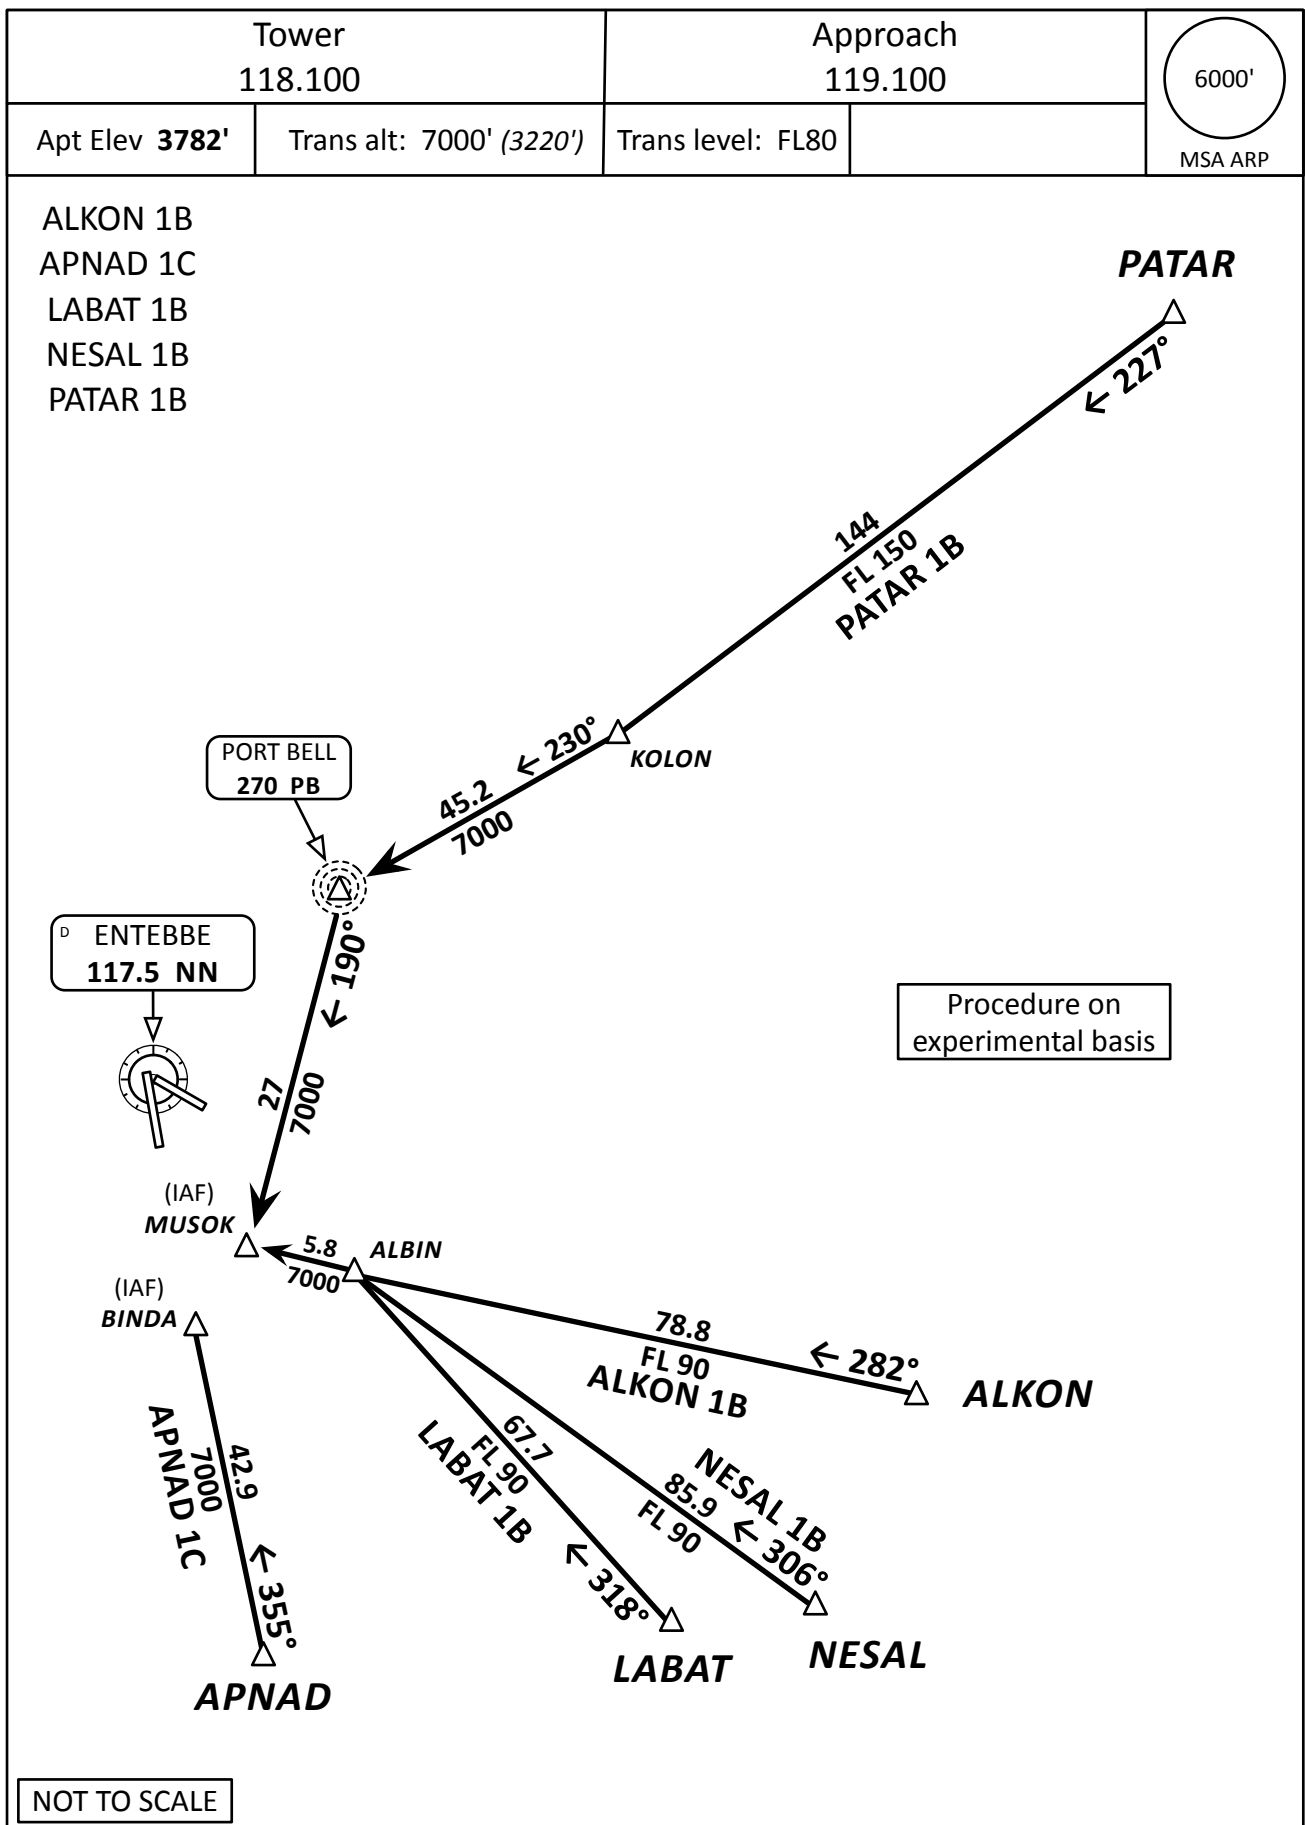 Tower
118.100
Approach
119.100
6000'
MSA ARP
Apt Elev 3782'
Trans alt: 7000' (3220')
Trans level: FL80
ALKON 1B
APNAD 1C
LABAT 1B
NESAL 1B
PATAR 1B
PATAR
← 227°
144
FL 150
PATAR 1B
KOLON
← 230°
45.2
7000
PORT BELL
270 PB
D ENTEBBE
117.5 NN
← 190°
27
7000
Procedure on
experimental basis
(IAF)
MUSOK
5.8
7000
ALBIN
(IAF)
BINDA
78.8
FL 90
ALKON 1B
← 282°
ALKON
67.7
FL 90
LABAT 1B
← 318°
LABAT
NESAL 1B
85.9
FL 90
← 306°
NESAL
42.9
7000
APNAD 1C
← 355°
APNAD
NOT TO SCALE